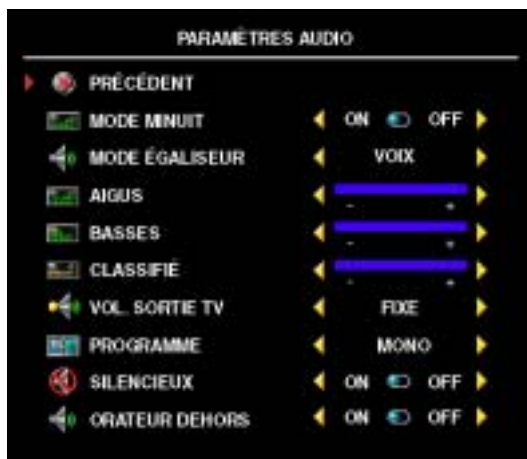 PARAMÈTRES AUDIO
PRÉCÉDENT
MODE MINUIT ON OFF
MODE ÉGALISEUR VOIX
AIGUS - +
BASSES - +
CLASSIFIÉ - +
VOL. SORTIE TV FIXE
PROGRAMME MONO
SILENCIEUX ON OFF
ORATEUR DEHORS ON OFF